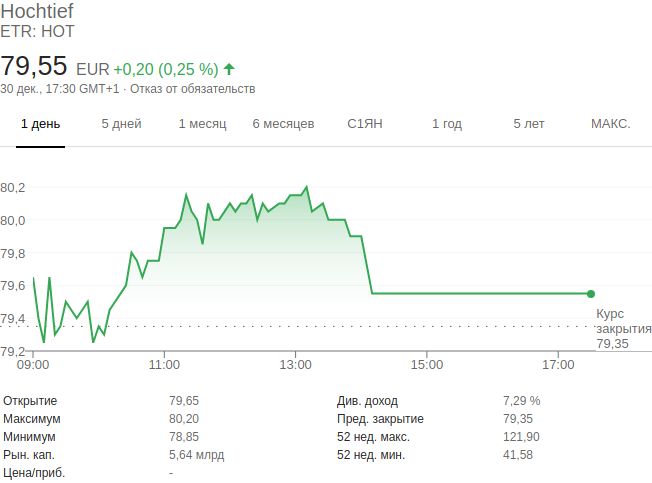 Hochtief
ETR: HOT
79,55 EUR +0,20 (0,25 %)
30 дек., 17:30 GMT+1 · Отказ от обязательств
1 день 5 дней 1 месяц 6 месяцев С1ЯН 1 год 5 лет МАКС.
80,2
80,0
79,8
79,6
79,4
79,2
Курс
закрытия
79,35
09:00 11:00 13:00 15:00 17:00
Открытие 79,65 Див. доход 7,29 %
Максимум 80,20 Пред. закрытие 79,35
Минимум 78,85 52 нед. макс. 121,90
Рын. кап. 5,64 млрд 52 нед. мин. 41,58
Цена/приб. -